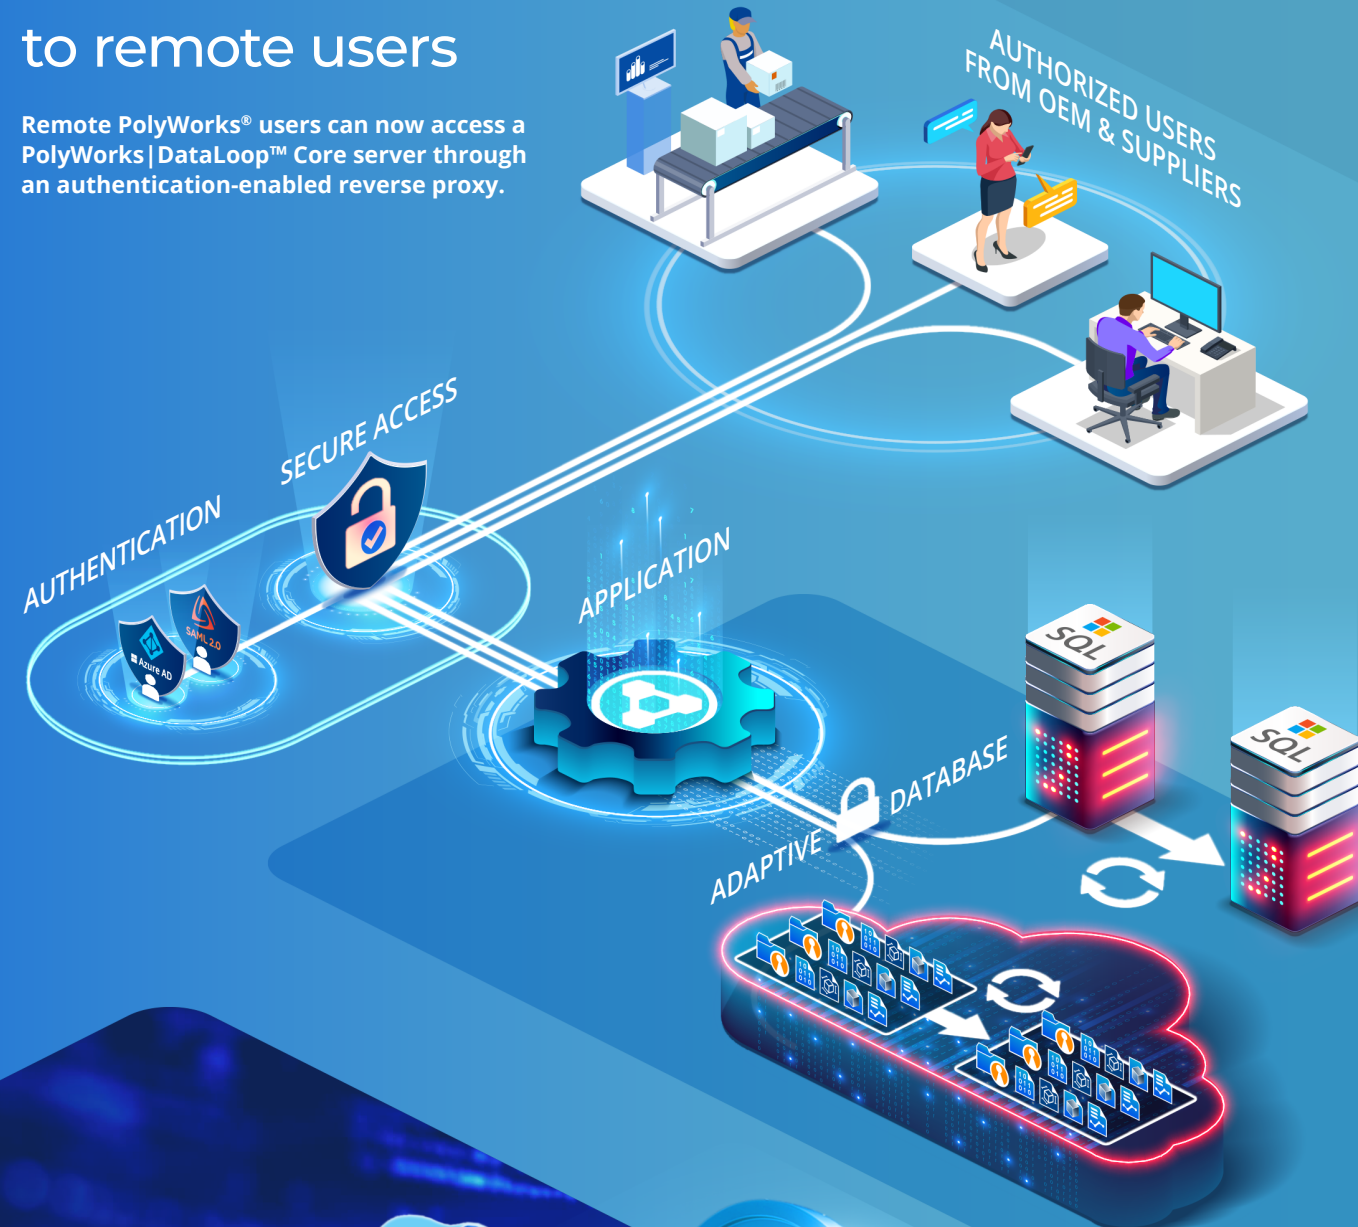 to remote users
Remote PolyWorks® users can now access a
PolyWorks|DataLoop™ Core server through
an authentication-enabled reverse proxy.
AUTHORIZED USERS
FROM OEM & SUPPLIERS
SECURE ACCESS
AUTHENTICATION
SAML 2.0
Azure AD
APPLICATION
SQL
SQL
DATABASE
ADAPTIVE